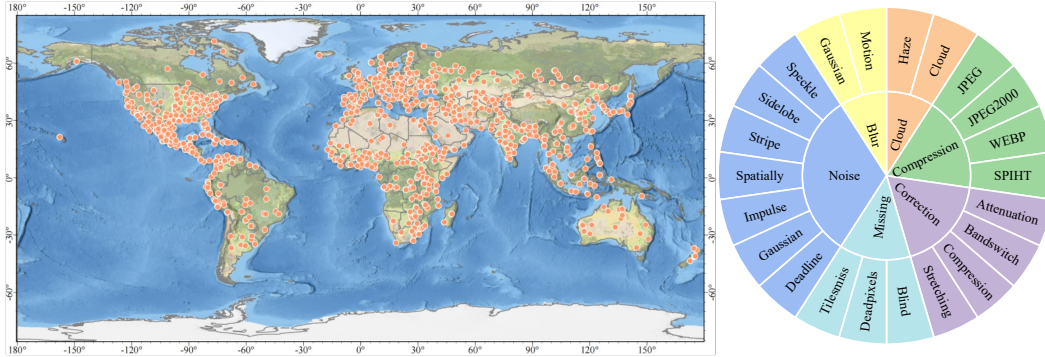 180° -150° -120° -90° -60° -30° 0° 30° 60° 90° 120° 150°
60°
30°
0°
-30°
-60°
60°
30°
0°
-30°
-60°
180° -150° -120° -90° -60° -30° 0° 30° 60° 90° 120° 150°
Gaussian
Motion
Haze
Cloud
JPEG
JPEG2000
WEBP
SPIHT
Attenuation
Bandswitch
Compression
Stretching
Blind
Deadpixels
Tilesmiss
Deadline
Gaussian
Impulse
Spatially
Stripe
Sidelobe
Speckle
Blur
Cloud
Compression
Correction
Missing
Noise